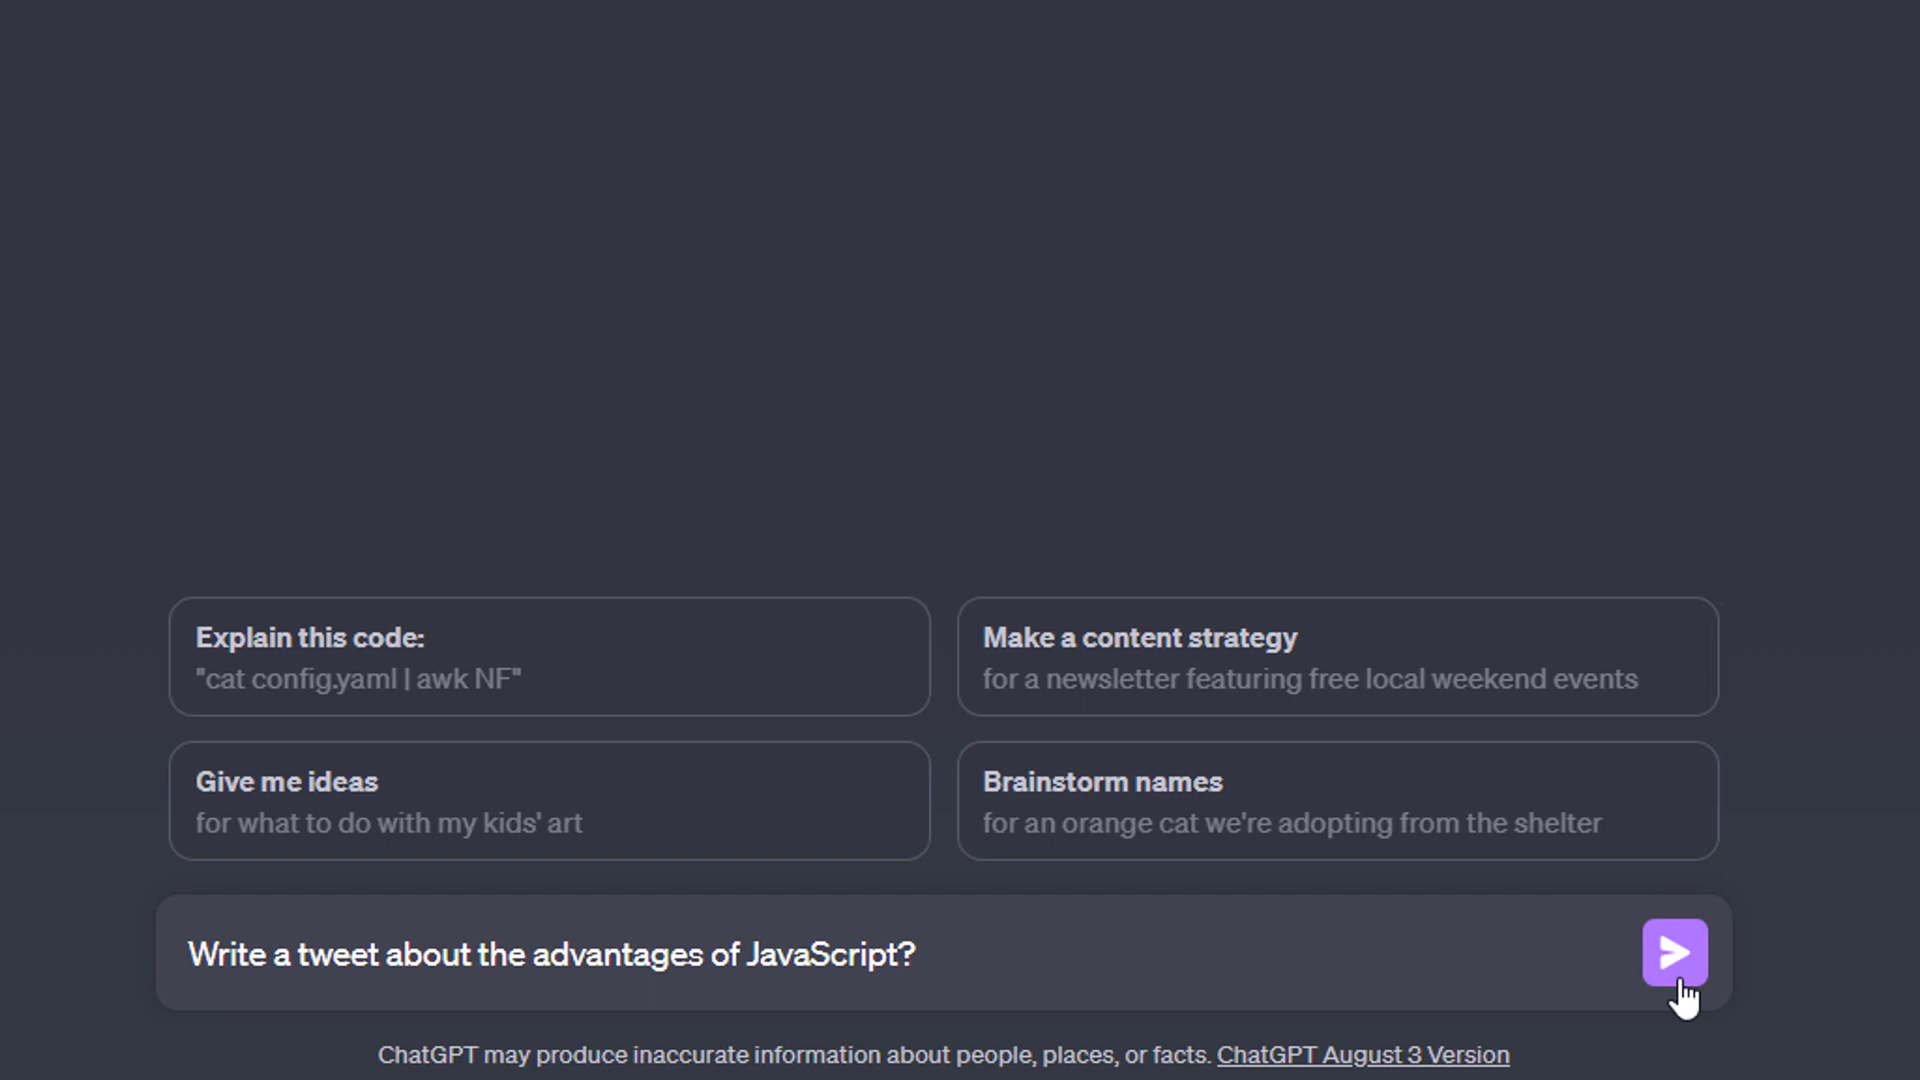 Explain this code:
"cat config.yaml | awk NF"
Make a content strategy
for a newsletter featuring free local weekend events
Give me ideas
for what to do with my kids' art
Brainstorm names
for an orange cat we're adopting from the shelter
Write a tweet about the advantages of JavaScript?
ChatGPT may produce inaccurate information about people, places, or facts. ChatGPT August 3 Version